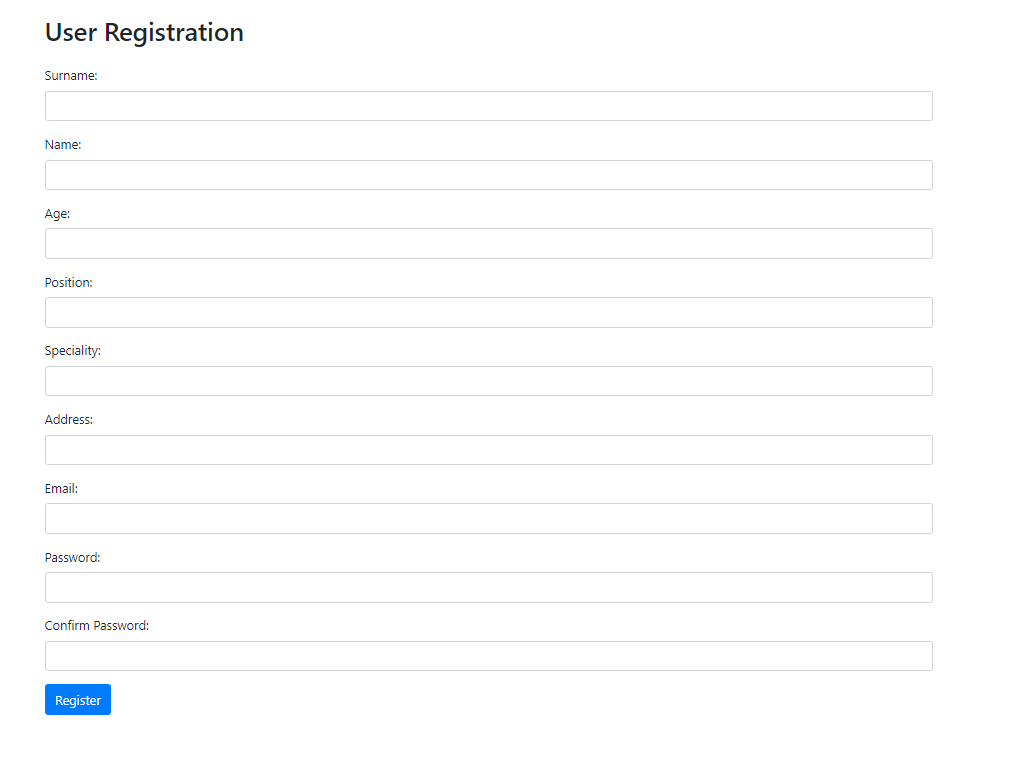 User Registration
Surname:
Name:
Age:
Position:
Speciality:
Address:
Email:
Password:
Confirm Password:
Register